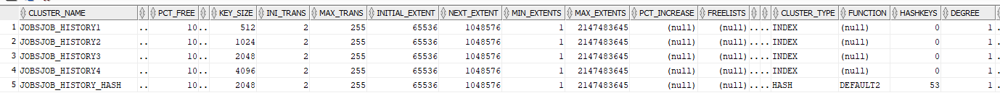 CLUSTER_NAME PCT_FREE KEY_SIZE INI_TRANS MAX_TRANS INITIAL_EXTENT NEXT_EXTENT MIN_EXTENTS MAX_EXTENTS PCT_INCREASE FREELISTS CLUSTER_TYPE FUNCTION HASHKEYS DEGREE
1 JOBSJOB_HISTORY1 .. 10.. 512 2 255 65536 1048576 1 2147483645 (null) (null) .... INDEX (null) 0 1 .
2 JOBSJOB_HISTORY2 .. 10.. 1024 2 255 65536 1048576 1 2147483645 (null) (null) .... INDEX (null) 0 1 .
3 JOBSJOB_HISTORY3 .. 10.. 2048 2 255 65536 1048576 1 2147483645 (null) (null) .... INDEX (null) 0 1 .
4 JOBSJOB_HISTORY4 .. 10.. 4096 2 255 65536 1048576 1 2147483645 (null) (null) .... INDEX (null) 0 1 .
5 JOBSJOB_HISTORY_HASH .. 10.. 2048 2 255 65536 1048576 1 2147483645 (null) (null) .... HASH DEFAULT2 53 1 .